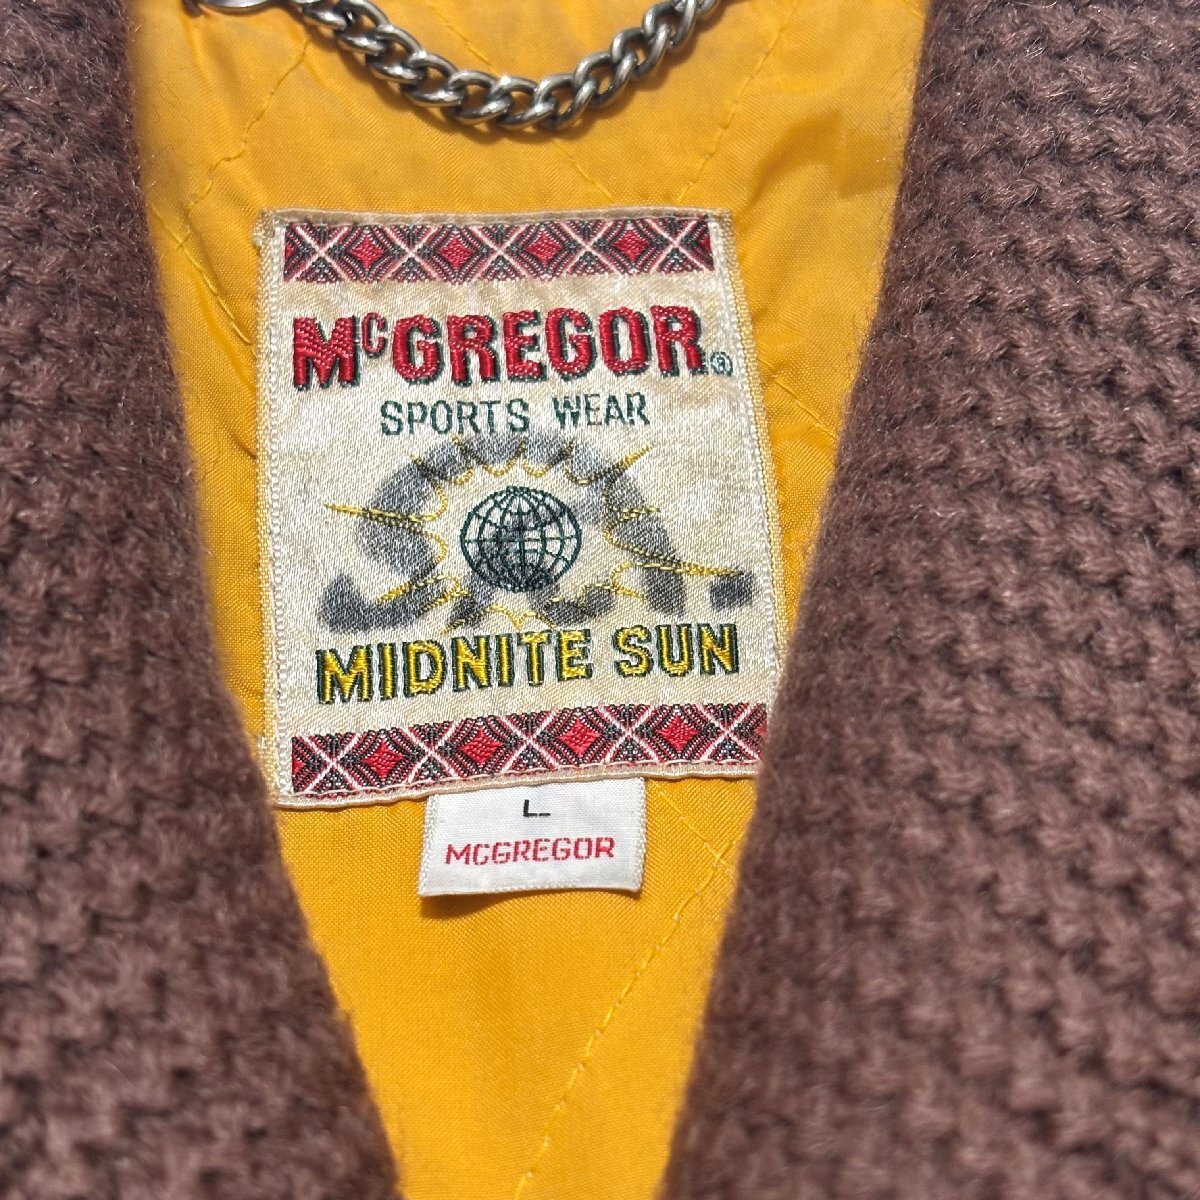 McGREGOR®
SPORTS WEAR
MIDNITE SUN
L
MCGREGOR